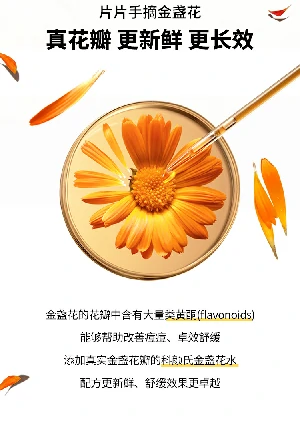 片片手摘金盏花
真花瓣 更新鲜 更长效
金盏花的花瓣中含有大量类黄酮(flavonoids)
能够帮助改善痘痘、卓效舒缓
添加真实金盏花瓣的科颜氏金盏花水
配方更新鲜、舒缓效果更卓越